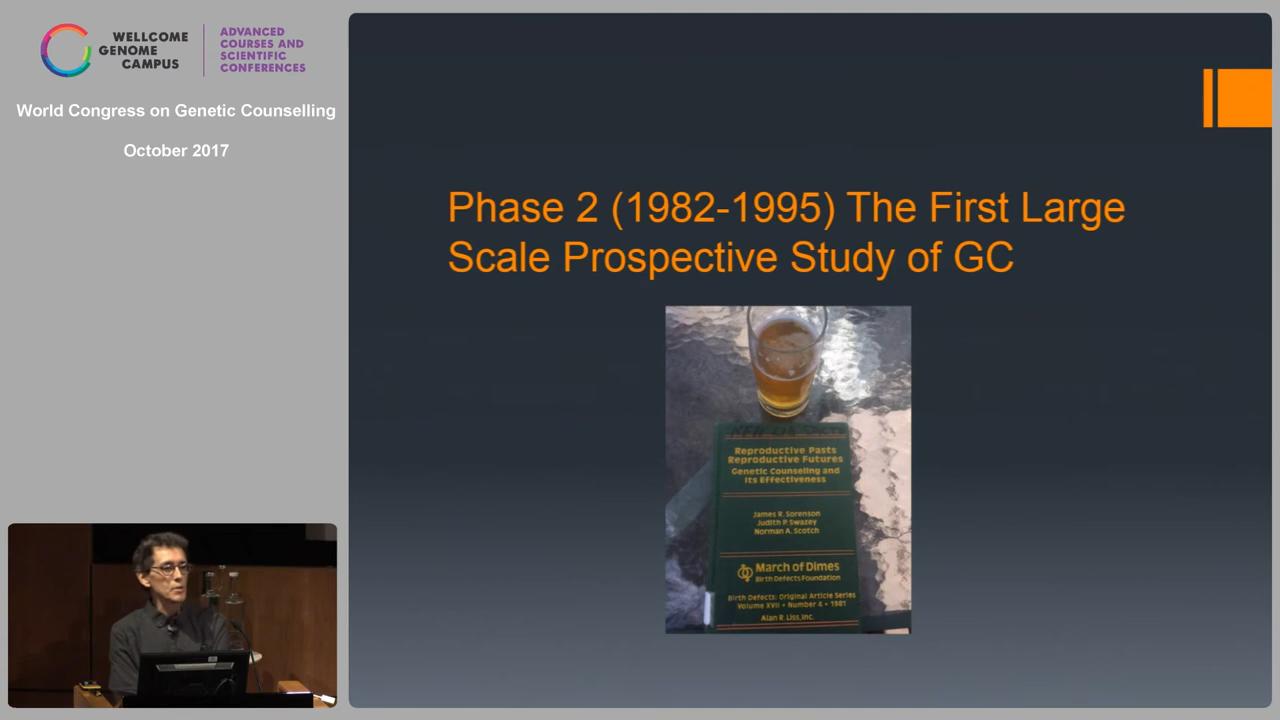 WELLCOME
GENOME
CAMPUS
ADVANCED
COURSES AND
SCIENTIFIC
CONFERENCES
World Congress on Genetic Counselling
October 2017
Phase 2 (1982-1995) The First Large
Scale Prospective Study of GC
Reproductive Pasts
Reproductive Futures
Genetic Counseling and
Its Effectiveness
James R. Sorenson
Judith P. Swazey
Norman A. Scotch
March of Dimes
Birth Defects Foundation
Birth Defects: Original Article Series
Volume XVII • Number 4 • 1981
Alan R. Liss, Inc.